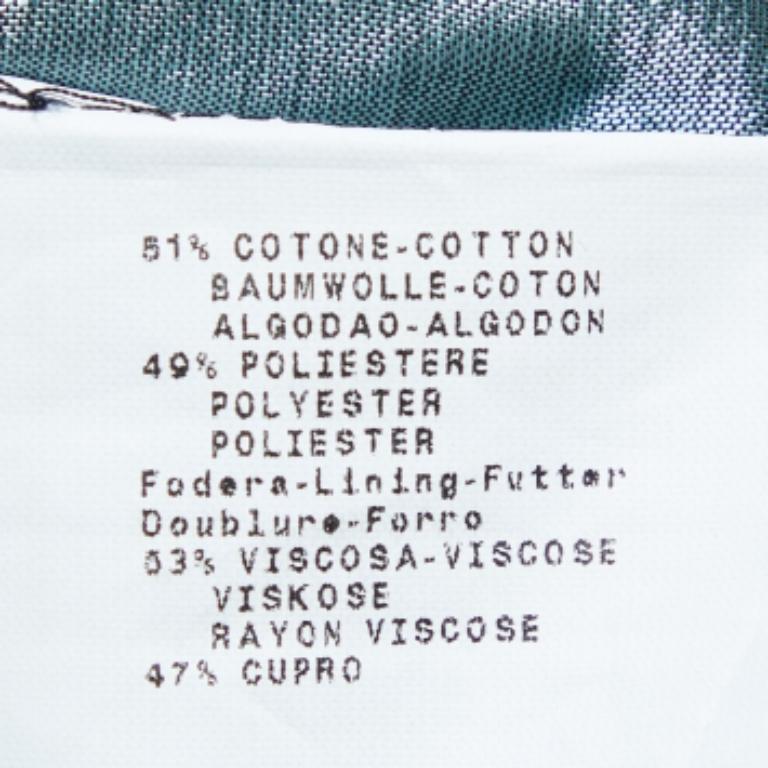 51% COTONE-COTTON
BAUMWOLLE-COTON
ALGODAO-ALGODON
49% POLIESTERE
POLYESTER
POLIESTER
Fodera-Lining-Futter
Doublure-Forro
53% VISCOSA-VISCOSE
VISKOSE
RAYON VISCOSE
47% CUPRO